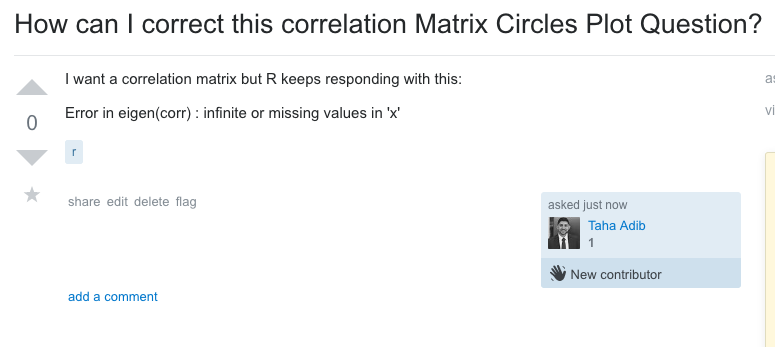 How can I correct this correlation Matrix Circles Plot Question?
I want a correlation matrix but R keeps responding with this:
0
Error in eigen(corr) : infinite or missing values in 'x'
r
share edit delete flag
asked just now
Taha Adib
1
New contributor
add a comment